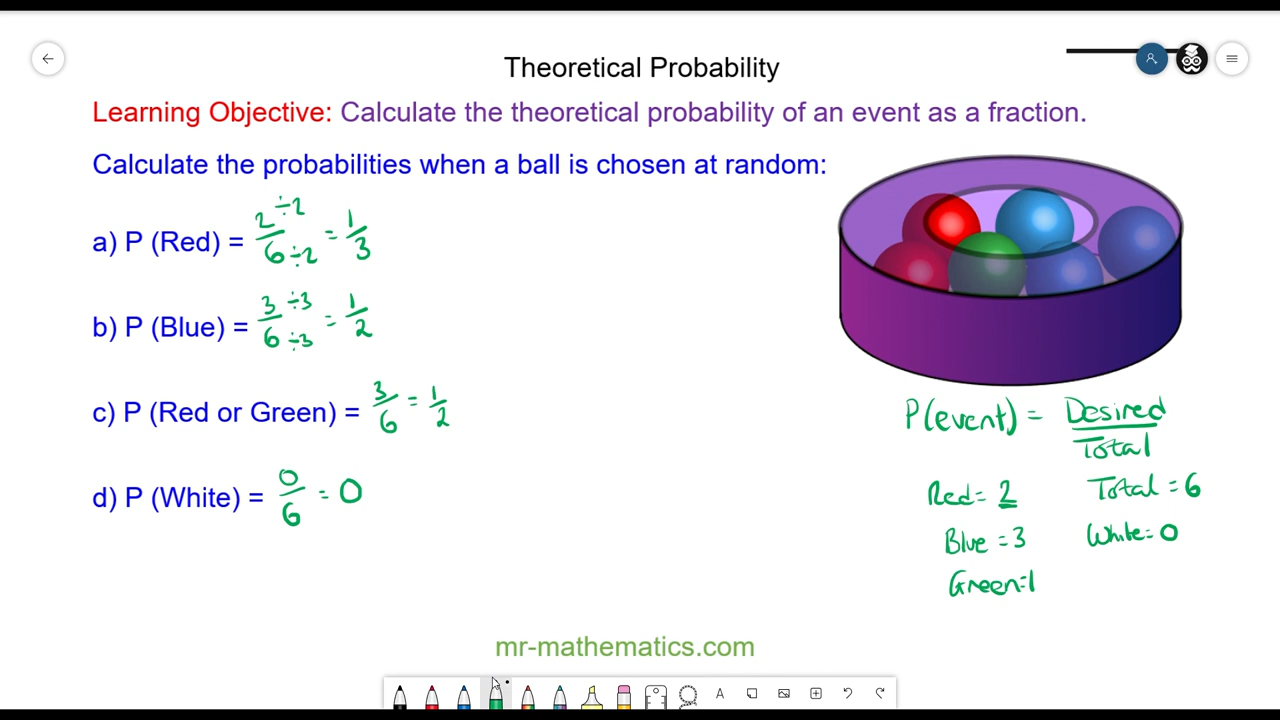 Theoretical Probability
Learning Objective: Calculate the theoretical probability of an event as a fraction.
Calculate the probabilities when a ball is chosen at random:
a) P (Red) = 2/6 ÷2/÷2 = 1/3
b) P (Blue) = 3/6 ÷3/÷3 = 1/2
c) P (Red or Green) = 3/6 = 1/2
d) P (White) = 0/6 = 0
P(event) = Desired/Total
Red = 2
Total = 6
Blue = 3
White = 0
Green=1
mr-mathematics.com
A